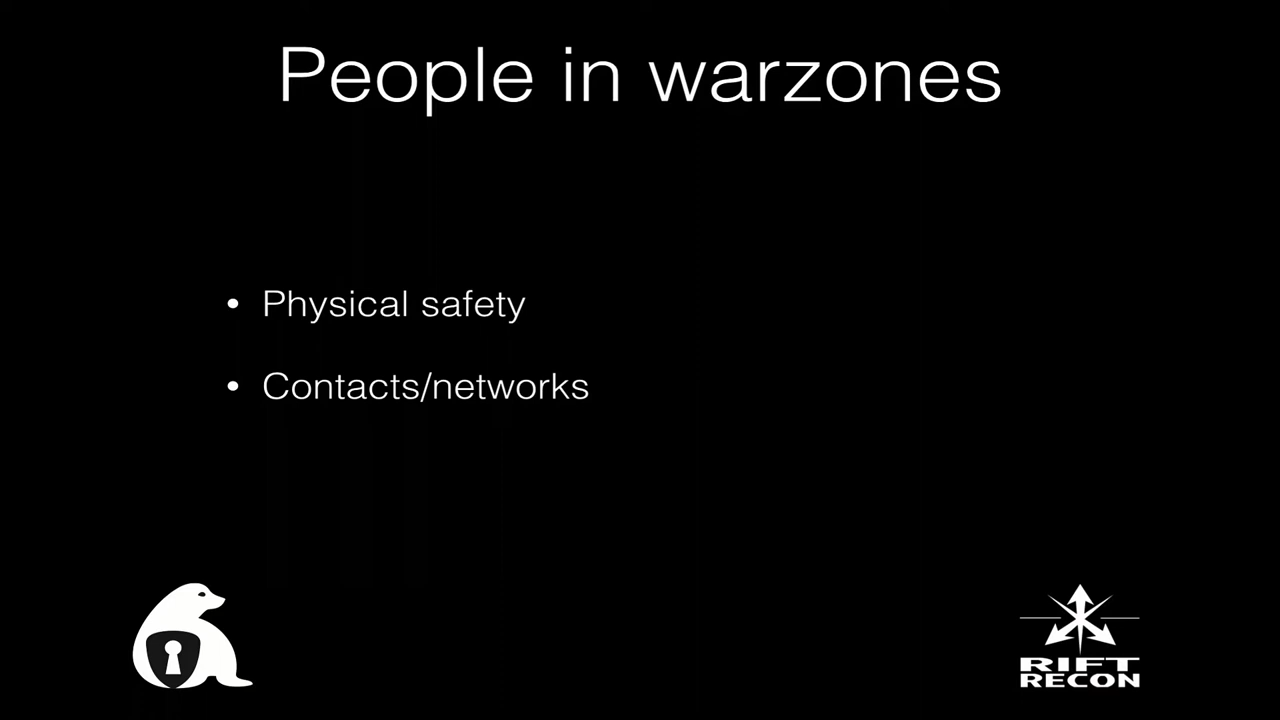 People in warzones
• Physical safety
• Contacts/networks
RIFT
RECON